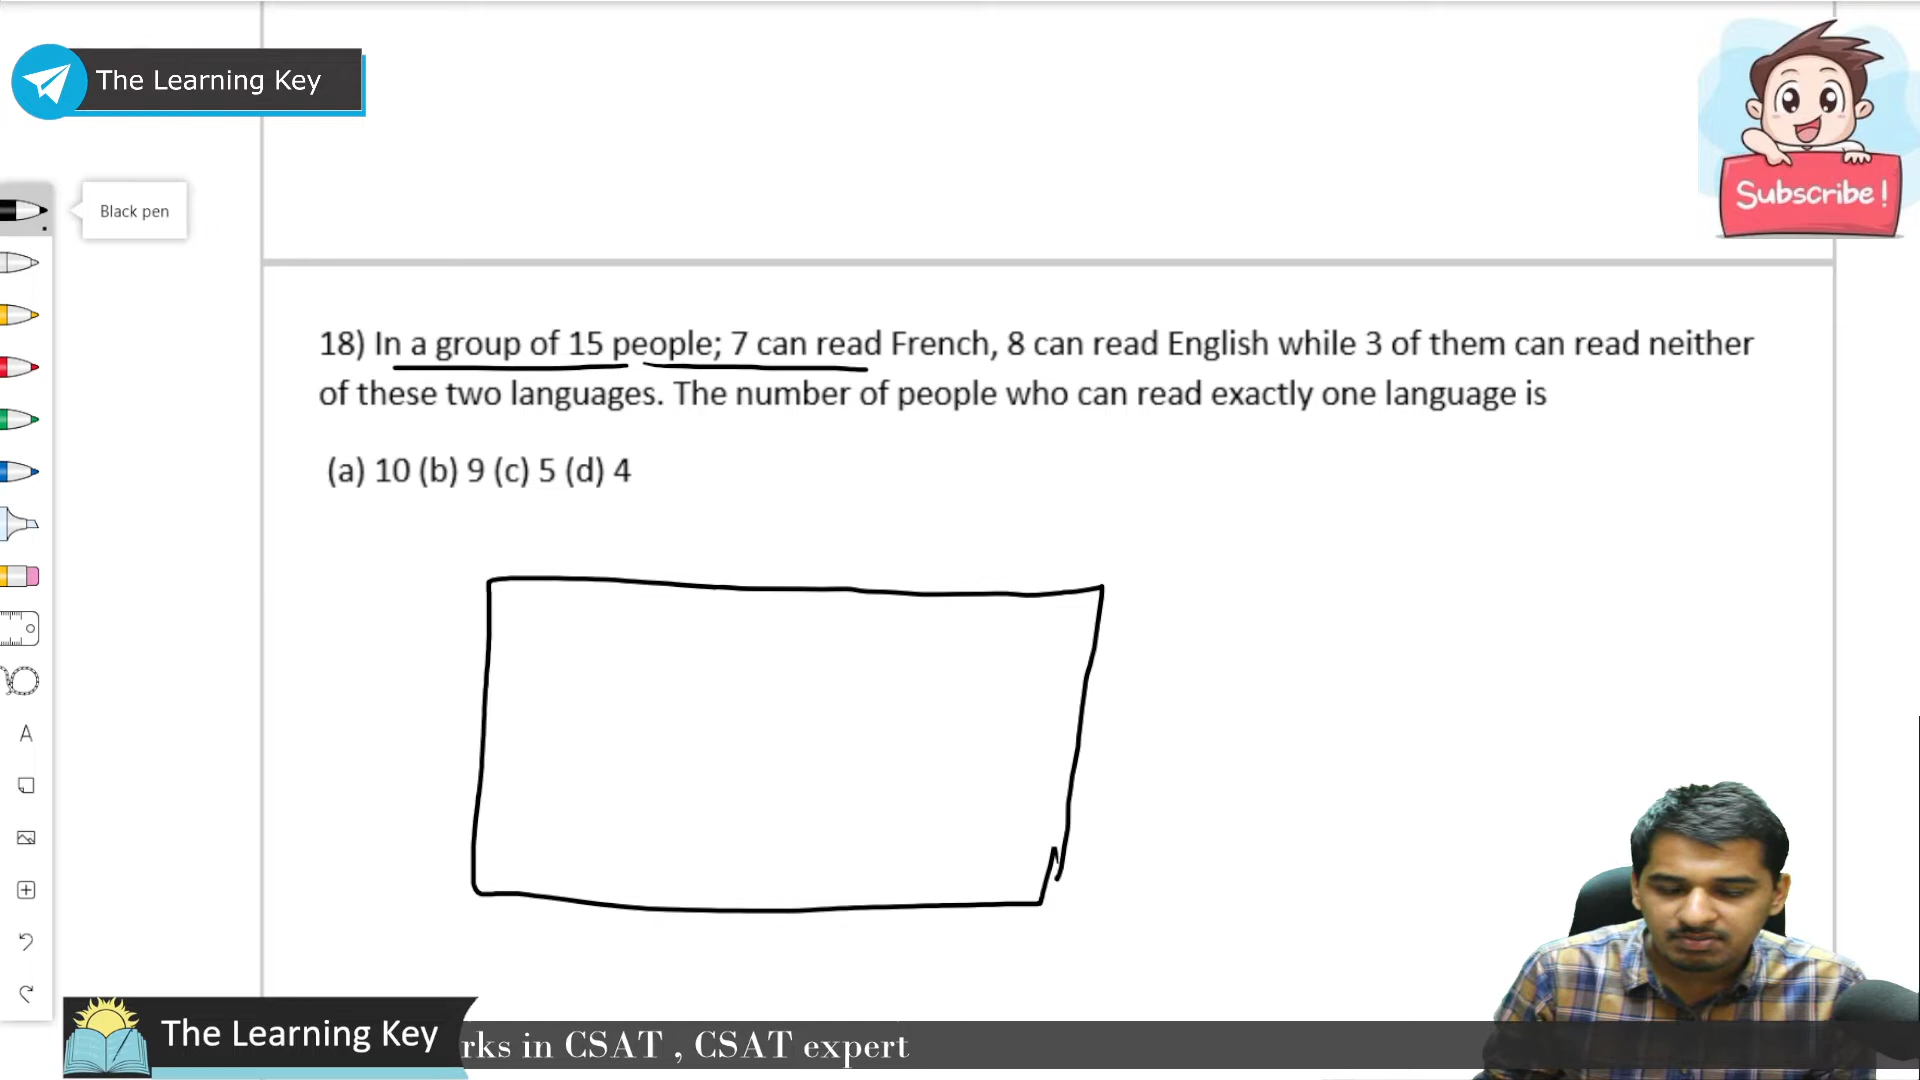 The Learning Key
Subscribe !
Black pen
18) In a group of 15 people; 7 can read French, 8 can read English while 3 of them can read neither
of these two languages. The number of people who can read exactly one language is
(a) 10 (b) 9 (c) 5 (d) 4
A
The Learning Key
rks in CSAT , CSAT expert